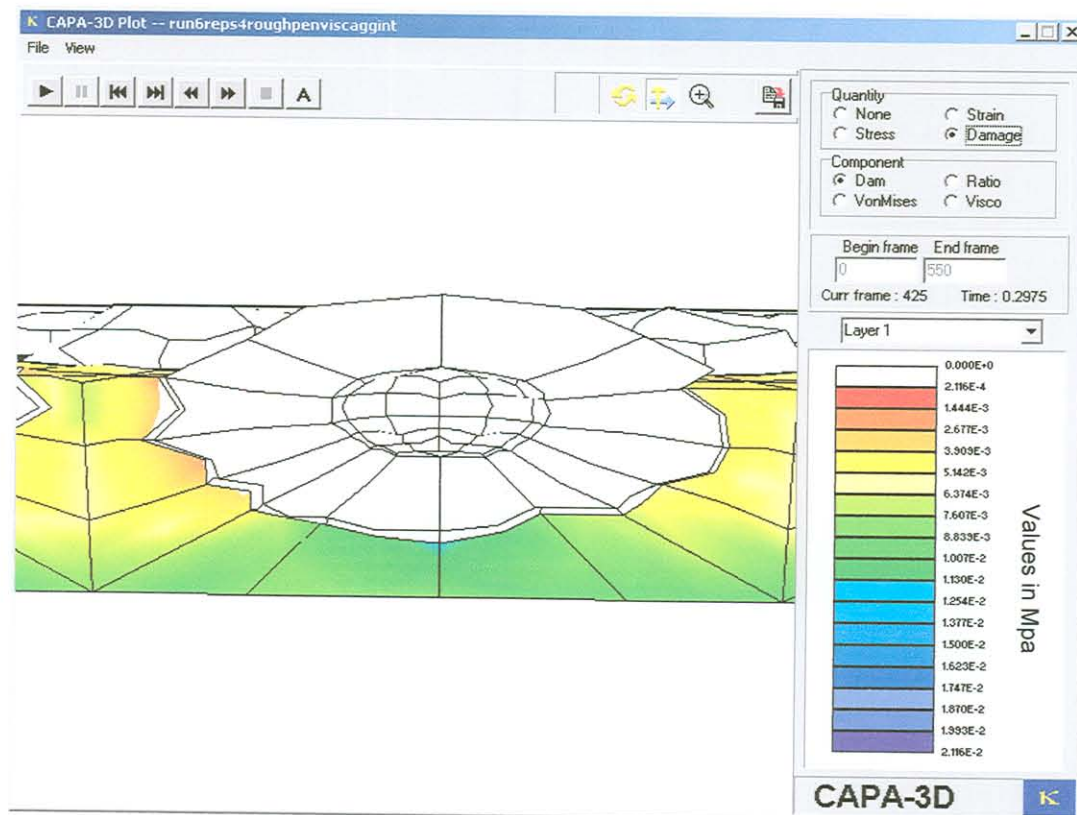 K CAPA-3D Plot -- run6reps4roughpenviscaggint
File View
A
Quantity
None Strain
Stress Damage
Component
Dam Ratio
VonMises Visco
Begin frame End frame
0 550
Curr frame : 425 Time : 0.2975
Layer 1
0.000E+0
2.116E-4
1.444E-3
2.677E-3
3.909E-3
5.142E-3
6.374E-3
7.607E-3
8.839E-3
1.007E-2
1.130E-2
1.254E-2
1.377E-2
1.500E-2
1.623E-2
1.747E-2
1.870E-2
1.993E-2
2.116E-2
Values in Mpa
CAPA-3D K